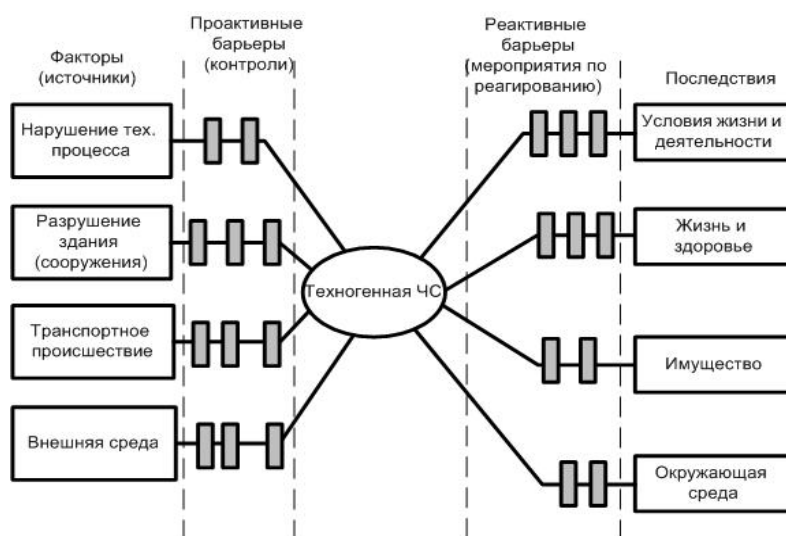 Факторы
(источники)
Проактивные
барьеры
(контроли)
Реактивные
барьеры
(мероприятия по
реагированию)
Последствия
Нарушение тех.
процесса
Разрушение
здания
(сооружения)
Транспортное
происшествие
Внешняя среда
Техногенная ЧС
Условия жизни и
деятельности
Жизнь и
здоровье
Имущество
Окружающая
среда